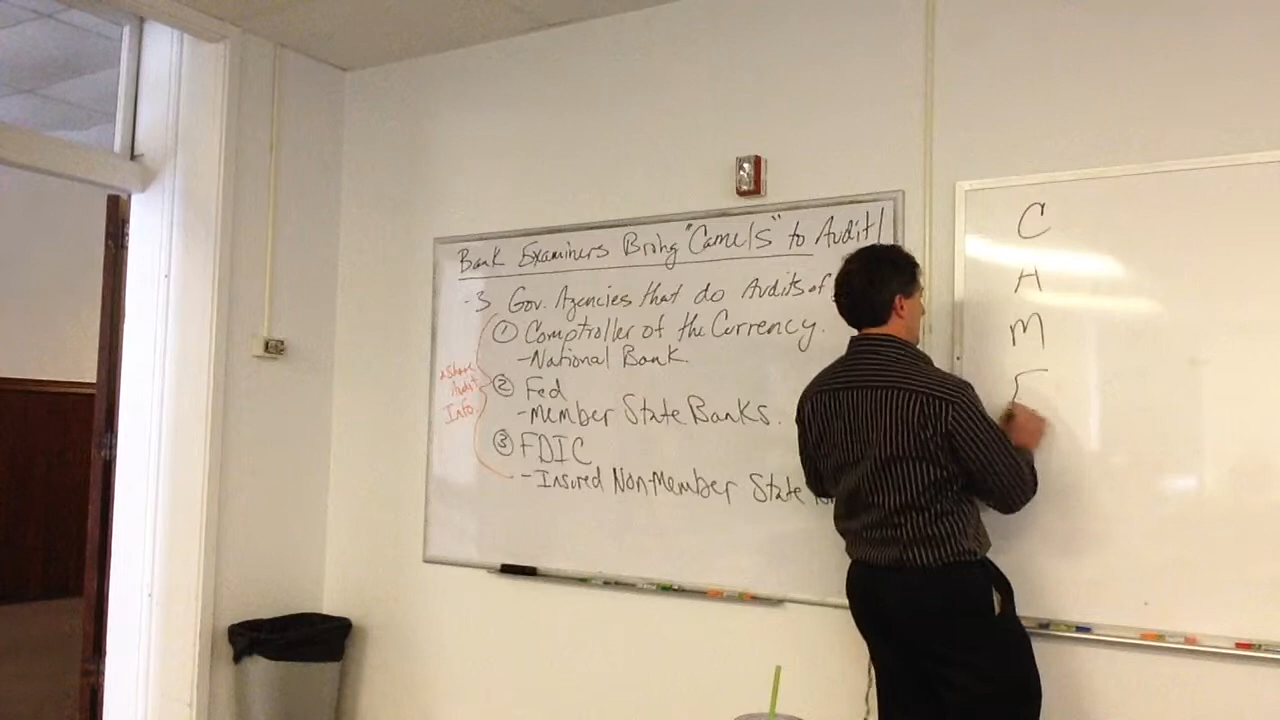 Bank Examiners Bring "Camels" to Audit!
-3 Gov. Agencies that do Audits of
① Comptroller of the Currency.
-National Bank
② Fed
-Member State Banks.
③ FDIC
-Insured Non-Member State
*Share
Audit
Info.
C
A
M